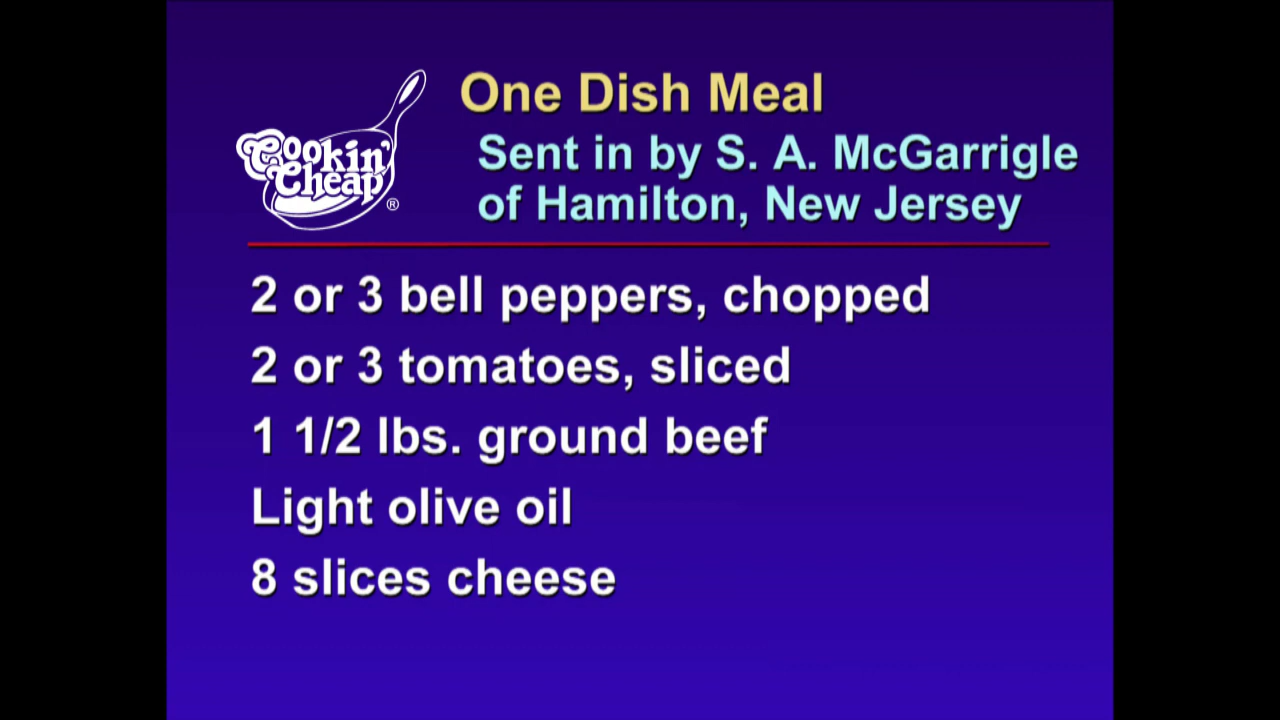 Cookin'
Cheap
®
One Dish Meal
Sent in by S. A. McGarrigle
of Hamilton, New Jersey
2 or 3 bell peppers, chopped
2 or 3 tomatoes, sliced
1 1/2 lbs. ground beef
Light olive oil
8 slices cheese